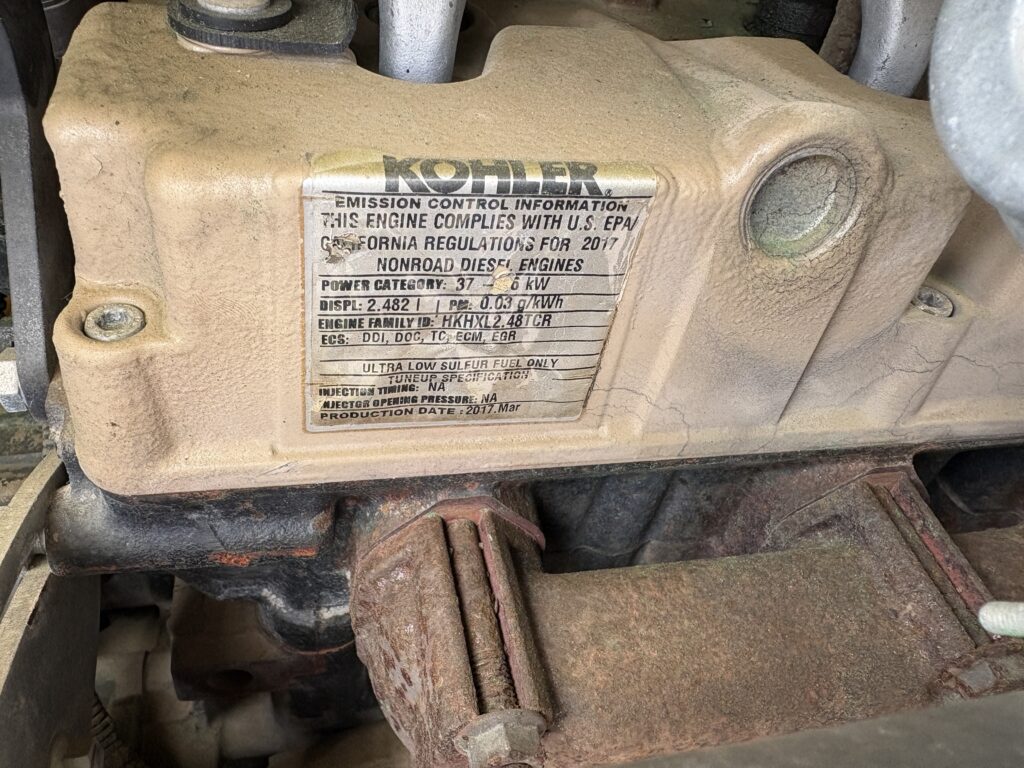 KOHLER®
EMISSION CONTROL INFORMATION
THIS ENGINE COMPLIES WITH U.S. EPA/
CALIFORNIA REGULATIONS FOR 2017
NONROAD DIESEL ENGINES
POWER CATEGORY: 37 – kW
DISPL: 2.482 l | PM: 0.03 g/kWh
ENGINE FAMILY ID: HKHXL2.48TCR
ECS: DDI, DOC, TC, ECM, EGR
ULTRA LOW SULFUR FUEL ONLY
TUNEUP SPECIFICATION
INJECTION TIMING: NA
INJECTOR OPENING PRESSURE: NA
PRODUCTION DATE : 2017.Mar